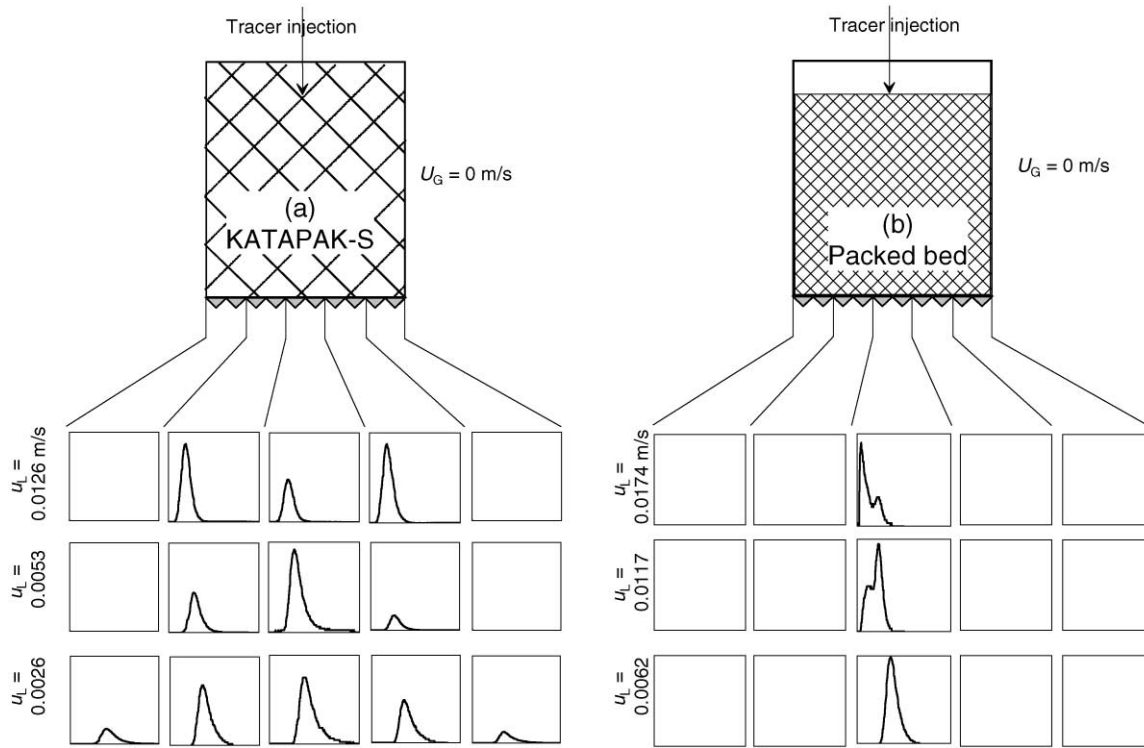 Tracer injection
U_G = 0 m/s
(a)
KATAPAK-S
u_L =
0.0126 m/s
u_L =
0.0053
u_L =
0.0026
Tracer injection
U_G = 0 m/s
(b)
Packed bed
u_L =
0.0174 m/s
u_L =
0.0117
u_L =
0.0062